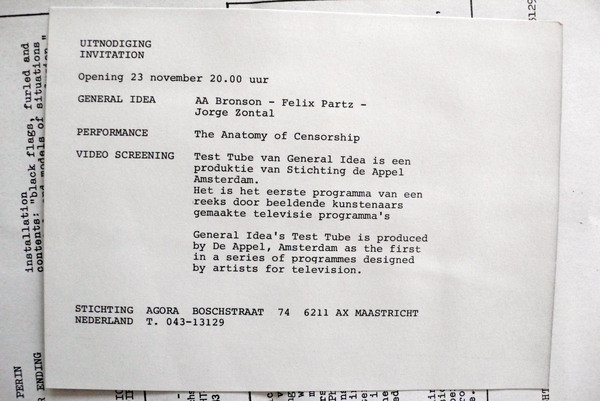 UITNODIGING
INVITATION
Opening 23 november 20.00 uur
GENERAL IDEA AA Bronson - Felix Partz -
Jorge Zontal
PERFORMANCE The Anatomy of Censorship
VIDEO SCREENING Test Tube van General Idea is een
produktie van Stichting de Appel
Amsterdam.
Het is het eerste programma van een
reeks door beeldende kunstenaars
gemaakte televisie programma's
General Idea's Test Tube is produced
by De Appel, Amsterdam as the first
in a series of programmes designed
by artists for television.
STICHTING AGORA BOSCHSTRAAT 74 6211 AX MAASTRICHT
NEDERLAND T. 043-13129
installation
contents: "black flags, furled and
models of situations
PERIN
ENDING